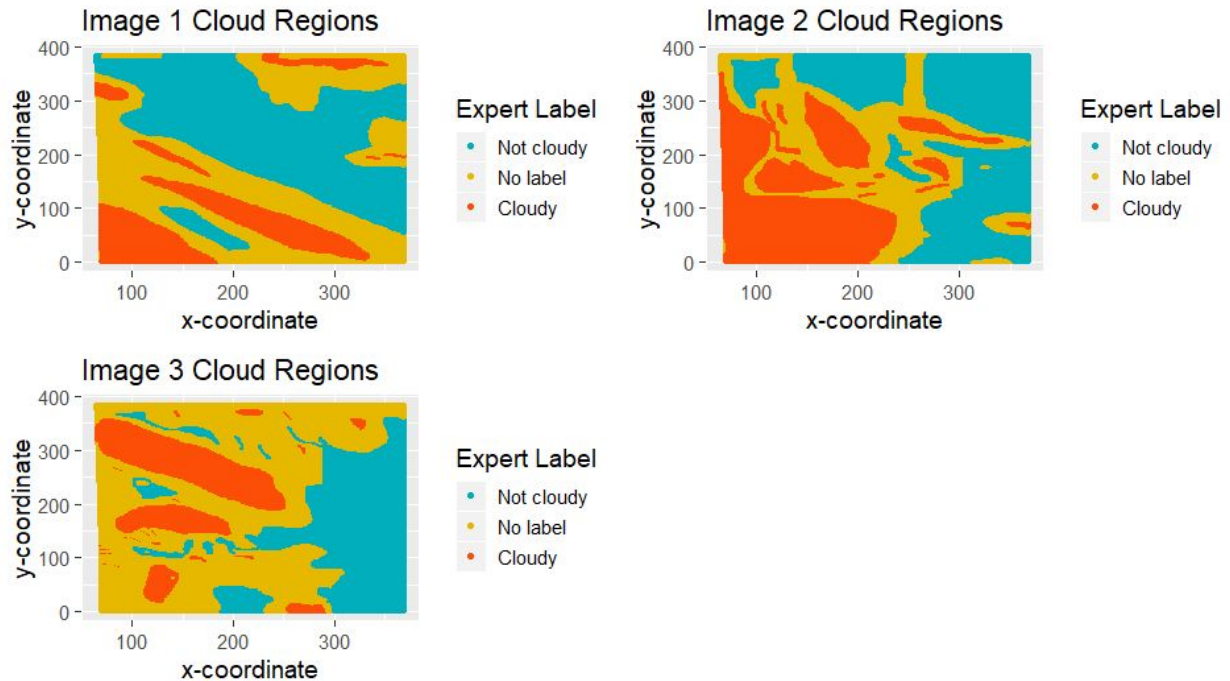 Image 1 Cloud Regions
400
300
200
100
0
y-coordinate
100 200 300
x-coordinate
Expert Label
Not cloudy
No label
Cloudy
Image 2 Cloud Regions
400
300
200
100
0
y-coordinate
100 200 300
x-coordinate
Expert Label
Not cloudy
No label
Cloudy
Image 3 Cloud Regions
400
300
200
100
0
y-coordinate
100 200 300
x-coordinate
Expert Label
Not cloudy
No label
Cloudy